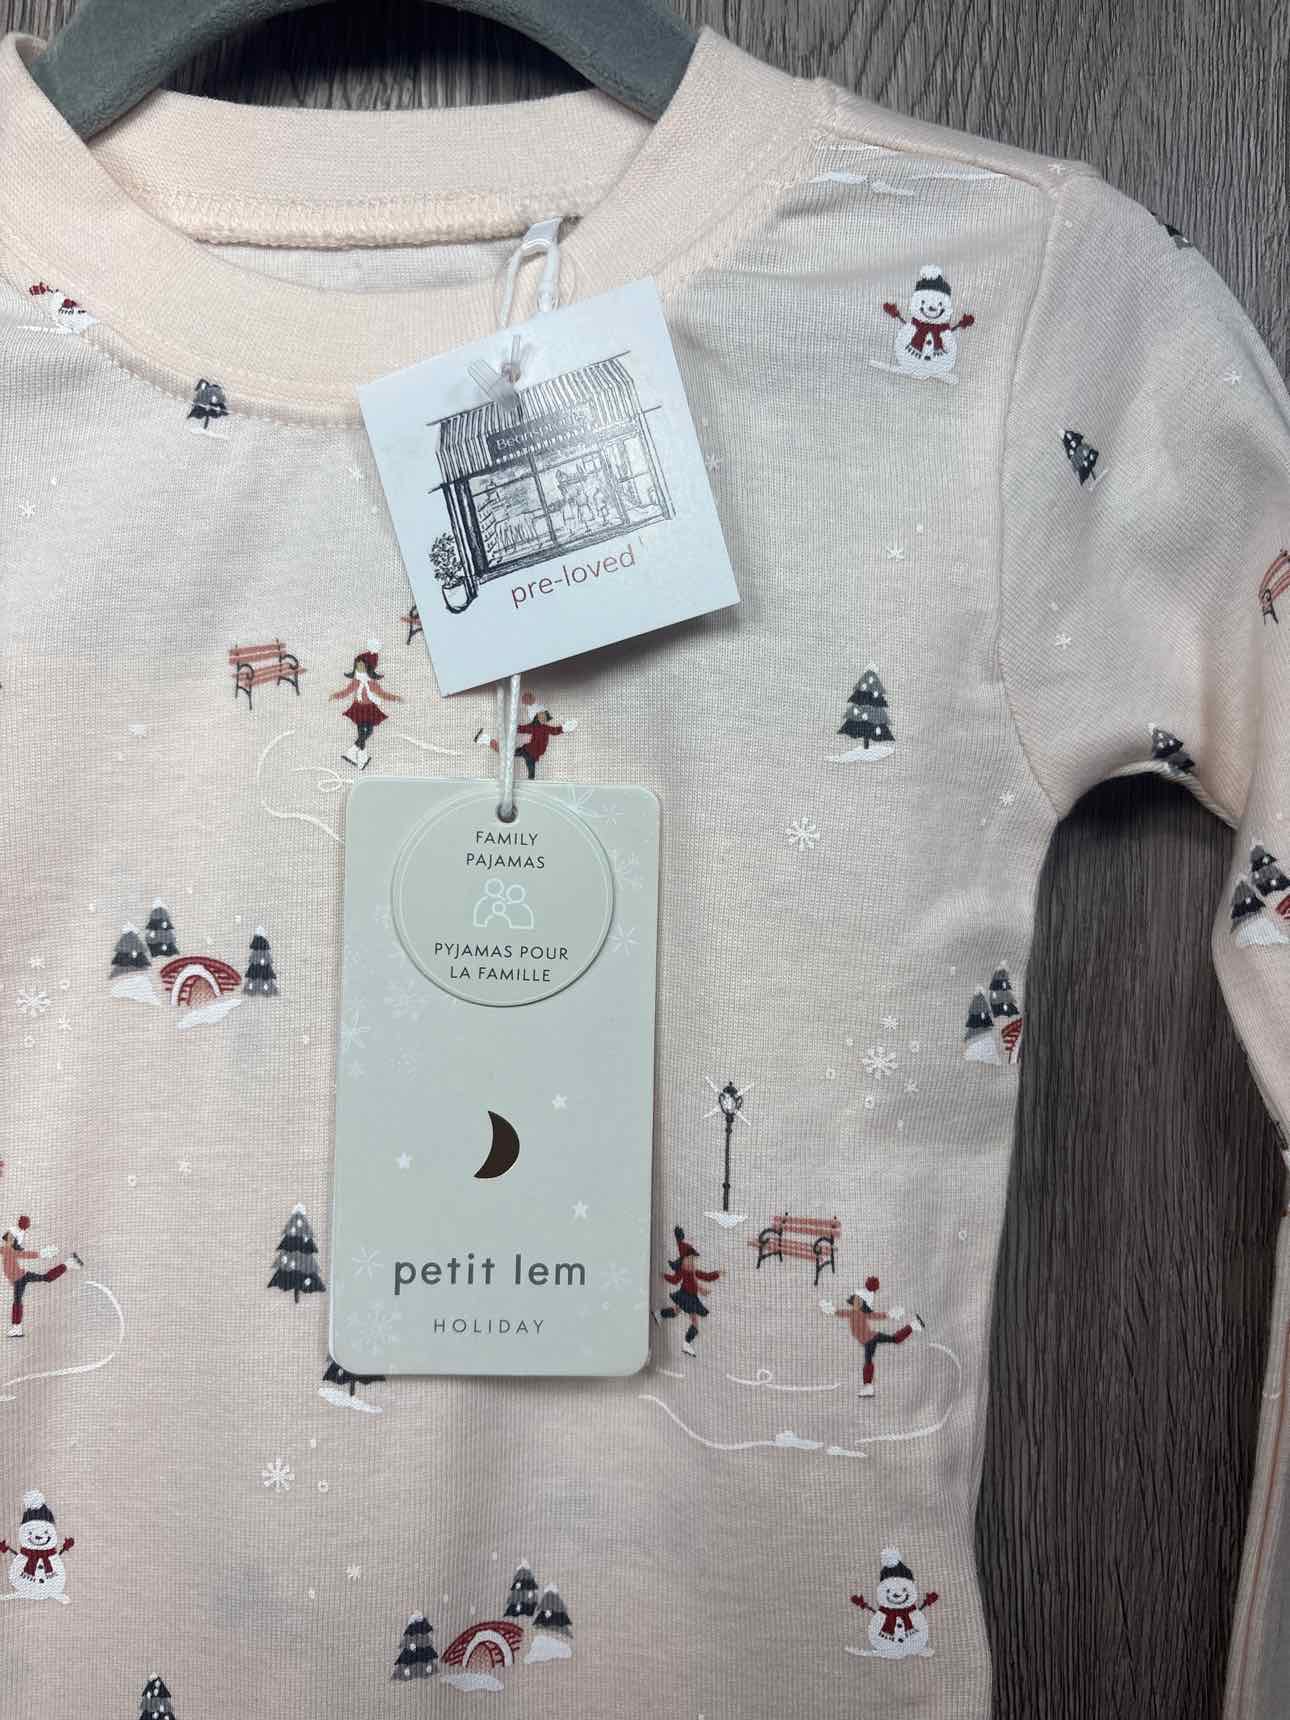 pre-loved
FAMILY
PAJAMAS
PYJAMAS POUR
LA FAMILLE
petit lem
HOLIDAY